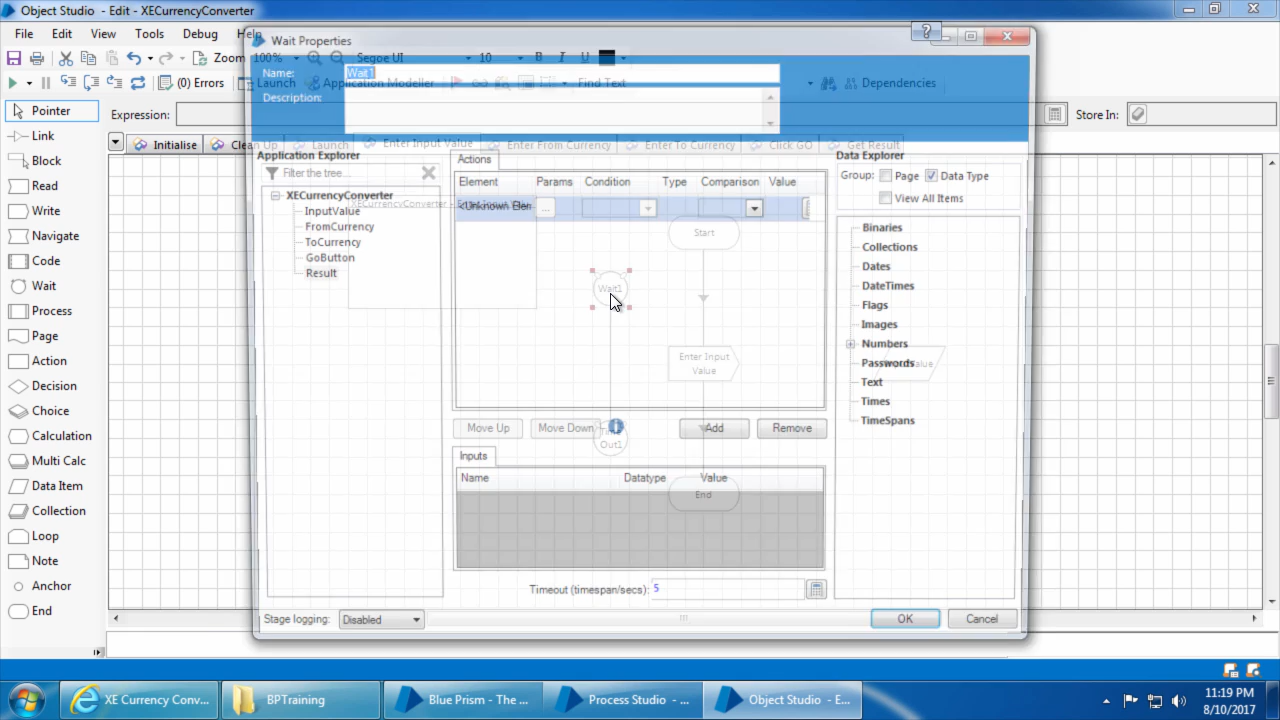 Object Studio - Edit - XECurrencyConverter
File Edit View Tools Debug Help
Wait Properties
Zoom 100% Segoe UI 10 B I U
Name: Wait1
(0) Errors Launch Application Modeller Find Text Dependencies
Description:
Pointer
Expression: Store In:
Link
Initialise Clean Up Launch Enter Input Value Enter From Currency Enter To Currency Click GO Get Result
Application Explorer Actions Data Explorer
Block
Filter the tree...
Group: Page Data Type
View All Items
Element Params Condition Type Comparison Value
Read
XECurrencyConverter
InputValue
FromCurrency
ToCurrency
GoButton
Result
<Unknown Elem
...
Write
Navigate
Code
Wait
Process
Page
Action
Decision
Choice
Calculation
Multi Calc
Data Item
Collection
Loop
Note
Anchor
End
Start
Wait1
Enter Input
Value
Out1
End
Binaries
Collections
Dates
DateTimes
Flags
Images
Numbers
Passwords
Text
Times
TimeSpans
Move Up Move Down Add Remove
Inputs
Name Datatype Value
Timeout (timespan/secs): 5
Stage logging: Disabled
OK Cancel
XE Currency Conv... BPTraining Blue Prism - The ... Process Studio - ... Object Studio - E...
11:19 PM
8/10/2017